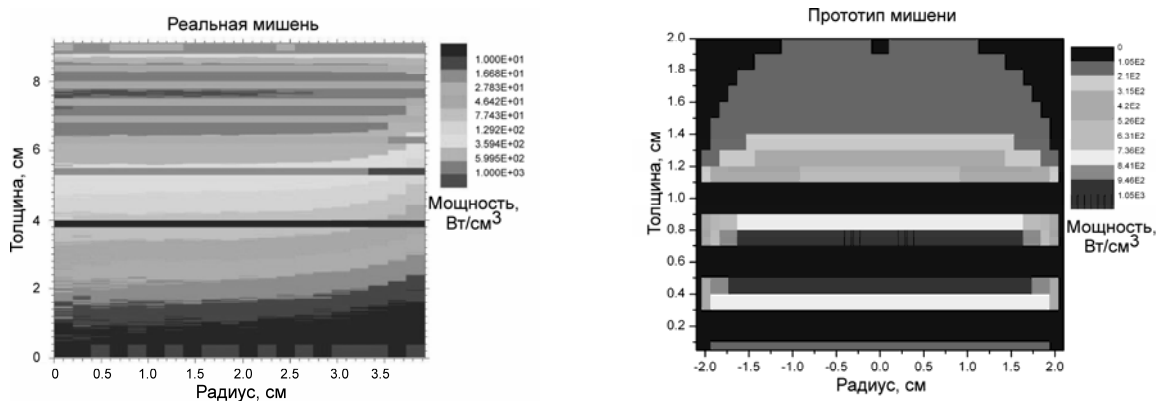 Реальная мишень
8
6
4
2
0
Толщина, см
0
0.5
1.0
1.5
2.0
2.5
3.0
3.5
Радиус, см
1.000E+01
1.668E+01
2.783E+01
4.642E+01
7.743E+01
1.292E+02
3.594E+02
5.995E+02
1.000E+03
Мощность,
Вт/см3
Прототип мишени
2.0
1.8
1.6
1.4
1.2
1.0
0.8
0.6
0.4
0.2
Толщина, см
-2.0
-1.5
-1.0
-0.5
0.0
0.5
1.0
1.5
2.0
Радиус, см
0
1.05E2
2.1E2
3.15E2
4.2E2
5.26E2
6.31E2
7.36E2
8.41E2
9.46E2
1.05E3
Мощность,
Вт/см3